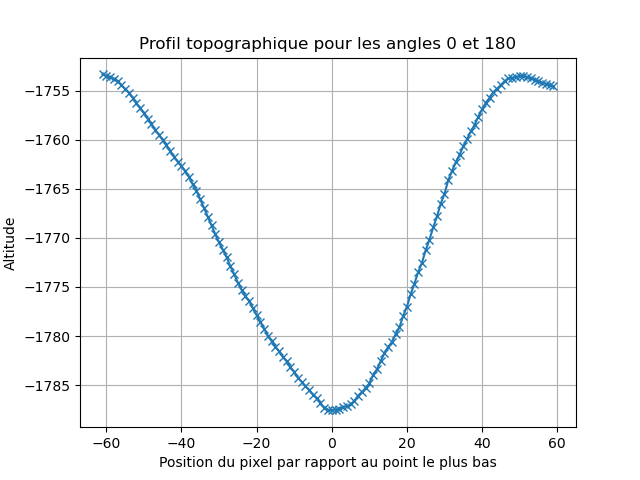 Profil topographique pour les angles 0 et 180
Altitude
−1755
−1760
−1765
−1770
−1775
−1780
−1785
−60 −40 −20 0 20 40 60
Position du pixel par rapport au point le plus bas